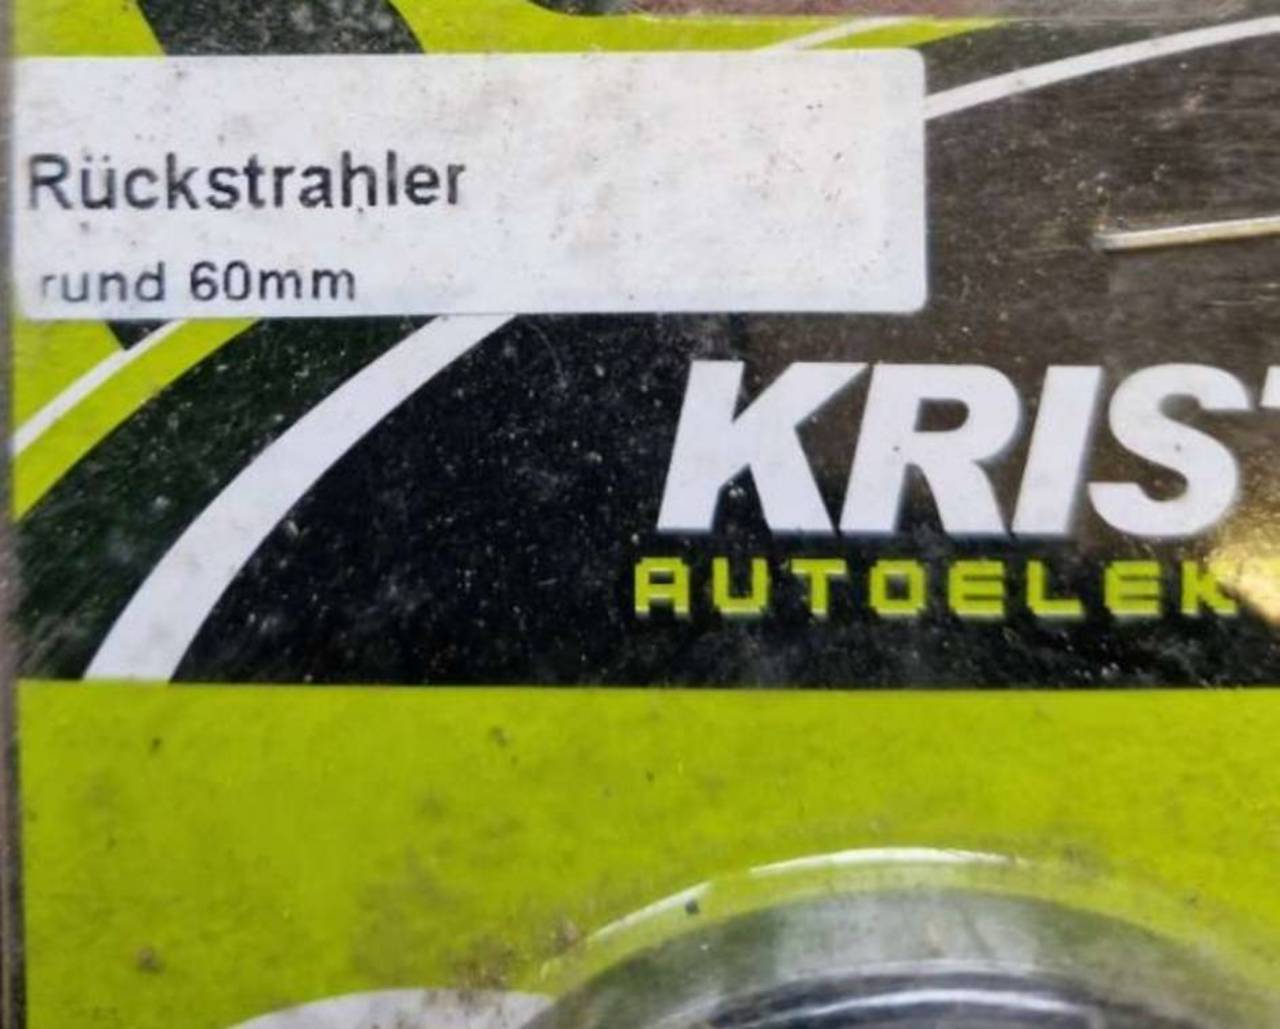 Rückstrahler
rund 60mm
KRIS
AUTOELEK